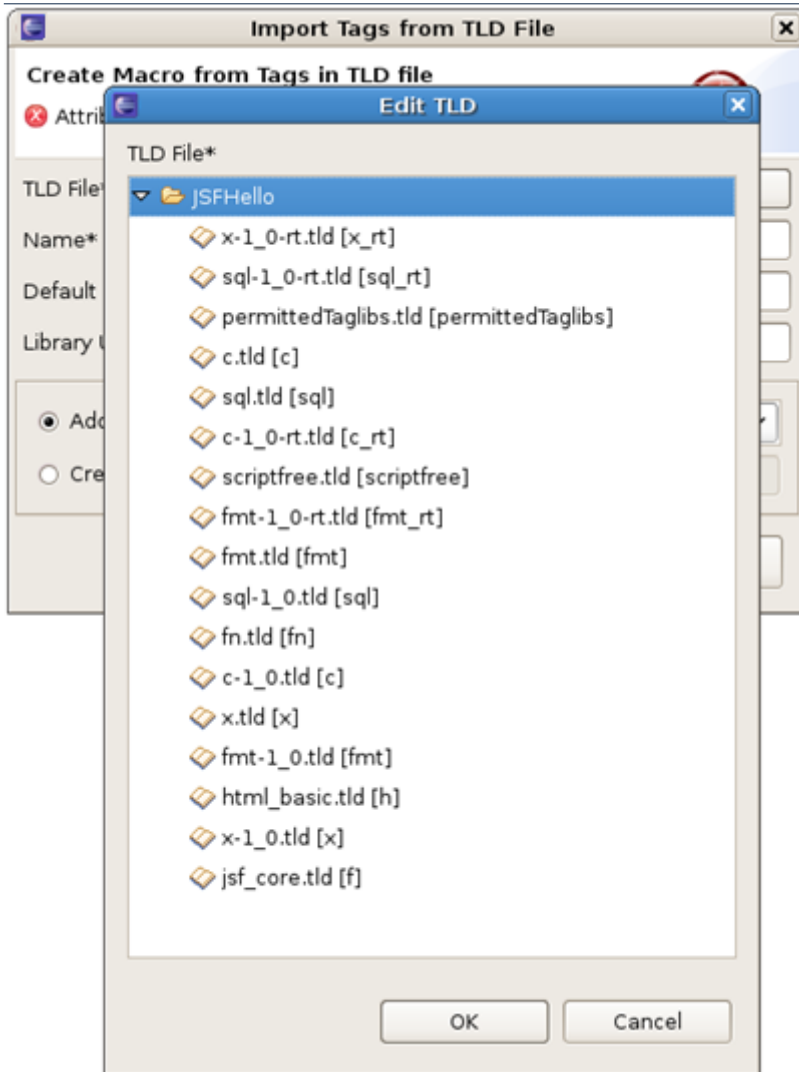 Import Tags from TLD File
Create Macro from Tags in TLD file
Edit TLD
TLD File*
JSFHello
x-1_0-rt.tld [x_rt]
sql-1_0-rt.tld [sql_rt]
permittedTaglibs.tld [permittedTaglibs]
c.tld [c]
sql.tld [sql]
c-1_0-rt.tld [c_rt]
scriptfree.tld [scriptfree]
fmt-1_0-rt.tld [fmt_rt]
fmt.tld [fmt]
sql-1_0.tld [sql]
fn.tld [fn]
c-1_0.tld [c]
x.tld [x]
fmt-1_0.tld [fmt]
html_basic.tld [h]
x-1_0.tld [x]
jsf_core.tld [f]
OK Cancel
TLD File
Name*
Default
Library